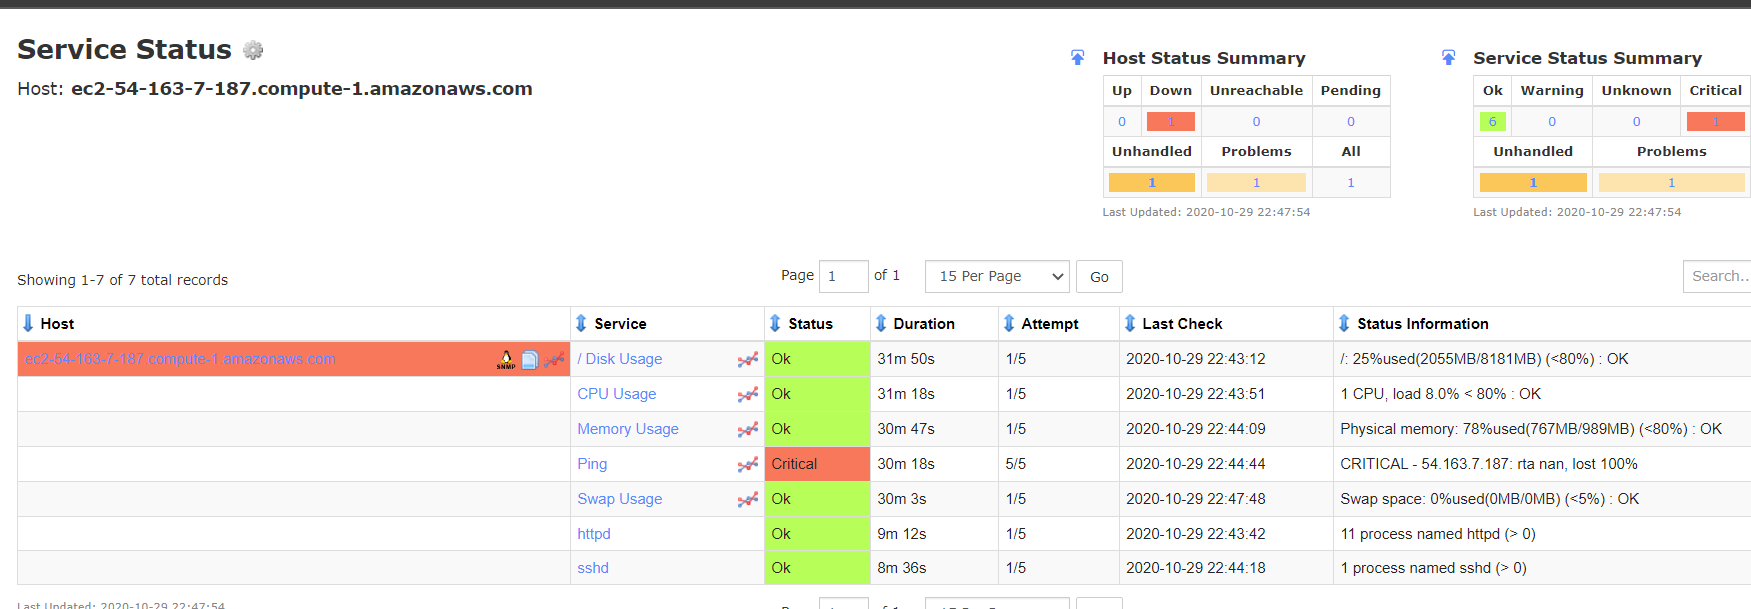 Service Status
Host: ec2-54-163-7-187.compute-1.amazonaws.com
Host Status Summary
Up Down Unreachable Pending
0 1 0 0
Unhandled Problems All
1 1 1
Last Updated: 2020-10-29 22:47:54
Service Status Summary
Ok Warning Unknown Critical
6 0 0 1
Unhandled Problems
1 1
Last Updated: 2020-10-29 22:47:54
Showing 1-7 of 7 total records
Page 1 of 1 15 Per Page Go
Search...
Host Service Status Duration Attempt Last Check Status Information
ec2-54-163-7-187.compute-1.amazonaws.com SNMP / Disk Usage Ok 31m 50s 1/5 2020-10-29 22:43:12 /: 25%used(2055MB/8181MB) (<80%) : OK
CPU Usage Ok 31m 18s 1/5 2020-10-29 22:43:51 1 CPU, load 8.0% < 80% : OK
Memory Usage Ok 30m 47s 1/5 2020-10-29 22:44:09 Physical memory: 78%used(767MB/989MB) (<80%) : OK
Ping Critical 30m 18s 5/5 2020-10-29 22:44:44 CRITICAL - 54.163.7.187: rta nan, lost 100%
Swap Usage Ok 30m 3s 1/5 2020-10-29 22:47:48 Swap space: 0%used(0MB/0MB) (<5%) : OK
httpd Ok 9m 12s 1/5 2020-10-29 22:43:42 11 process named httpd (> 0)
sshd Ok 8m 36s 1/5 2020-10-29 22:44:18 1 process named sshd (> 0)
Last Updated: 2020-10-29 22:47:54